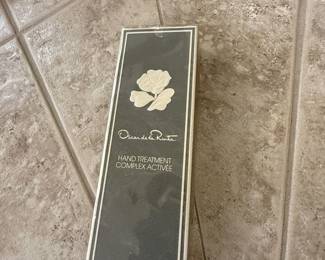 Oscar de la Renta
HAND TREATMENT
COMPLEX ACTIVÉE